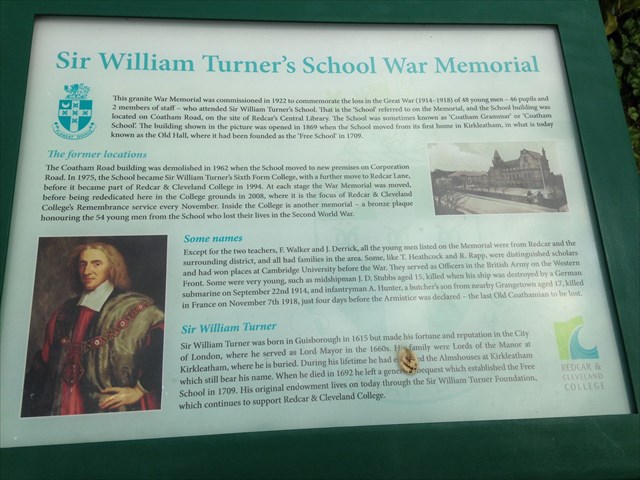 Sir William Turner's School War Memorial
This granite War Memorial was commissioned in 1922 to commemorate the loss in the Great War (1914–1918) of 48 young men – 46 pupils and
2 members of staff – who attended Sir William Turner's School. That is the 'School' referred to on the Memorial, and the School building was
located on Coatham Road, on the site of Redcar's Central Library. The School was sometimes known as 'Coatham Grammar' or 'Coatham
School'. The building shown in the picture was opened in 1869 when the School moved from its first home in Kirkleatham, in what is today
known as the Old Hall, where it had been founded as the 'Free School' in 1709.
The former locations
The Coatham Road building was demolished in 1962 when the School moved to new premises on Corporation
Road. In 1975, the School became Sir William Turner's Sixth Form College, with a further move to Redcar Lane,
before it became part of Redcar & Cleveland College in 1994. At each stage the War Memorial was moved,
before being rededicated here in the College grounds in 2008, where it is the focus of Redcar & Cleveland
College's Remembrance service every November. Inside the College is another memorial – a bronze plaque
honouring the 54 young men from the School who lost their lives in the Second World War.
Some names
Except for the two teachers, F. Walker and J. Derrick, all the young men listed on the Memorial were from Redcar and the
surrounding district, and all had families in the area. Some, like T. Heathcock and R. Rapp, were distinguished scholars
and had won places at Cambridge University before the War. They served as Officers in the British Army on the Western
Front. Some were very young, such as midshipman J. D. Stubbs aged 15, killed when his ship was destroyed by a German
submarine on September 22nd 1914, and infantryman A. Hunter, a butcher's son from nearby Grangetown aged 17, killed
in France on November 7th 1918, just four days before the Armistice was declared – the last Old Coathamian to be lost.
Sir William Turner
Sir William Turner was born in Guisborough in 1615 but made his fortune and reputation in the City
of London, where he served as Lord Mayor in the 1660s. His family were Lords of the Manor at
Kirkleatham, where he is buried. During his lifetime he had the Almshouses at Kirkleatham
which still bear his name. When he died in 1692 he left a bequest which established the Free
School in 1709. His original endowment lives on today through the Sir William Turner Foundation,
which continues to support Redcar & Cleveland College.
REDCAR &
CLEVELAND
COLLEGE